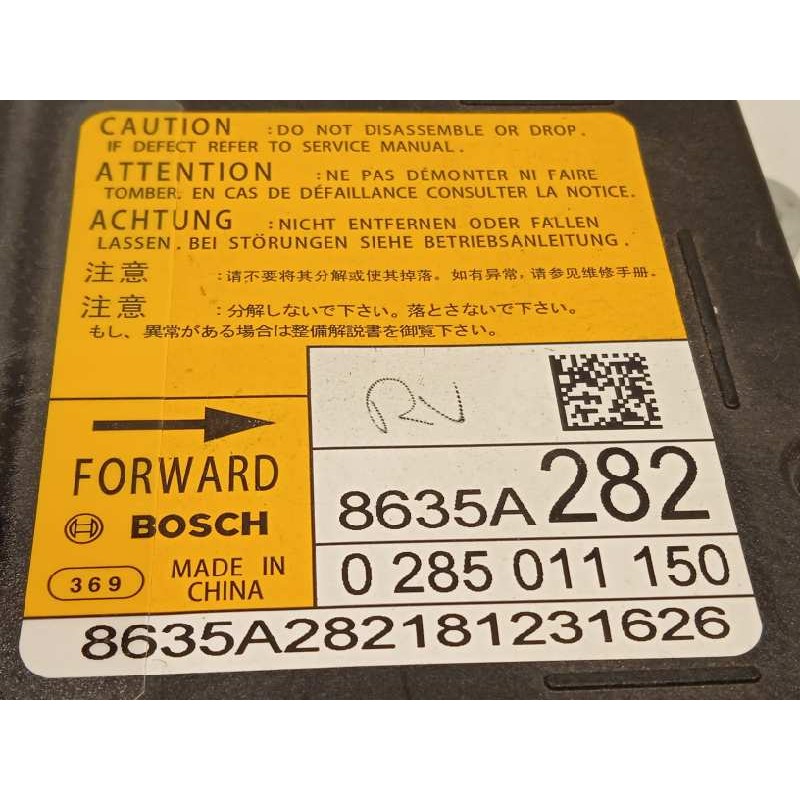 CAUTION :DO NOT DISASSEMBLE OR DROP.
IF DEFECT REFER TO SERVICE MANUAL.
ATTENTION :NE PAS DÉMONTER NI FAIRE
TOMBER. EN CAS DE DÉFAILLANCE CONSULTER LA NOTICE.
ACHTUNG :NICHT ENTFERNEN ODER FALLEN
LASSEN. BEI STÖRUNGEN SIEHE BETRIEBSANLEITUNG.
注意 :请不要将其分解或使其掉落。如有异常,请参见维修手册。
注意 :分解しないで下さい。落とさないで下さい。
もし、異常がある場合は整備解説書を御覧下さい。
RV
FORWARD
8635A282
BOSCH
0 285 011 150
369
MADE IN
CHINA
8635A282181231626